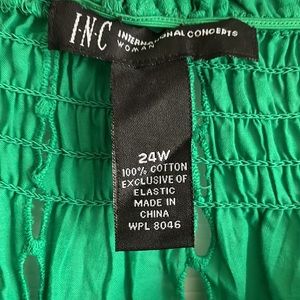 I·N·C INTERNATIONAL CONCEPTS
WOMAN
24W
100% COTTON
EXCLUSIVE OF
ELASTIC
MADE IN
CHINA
WPL 8046